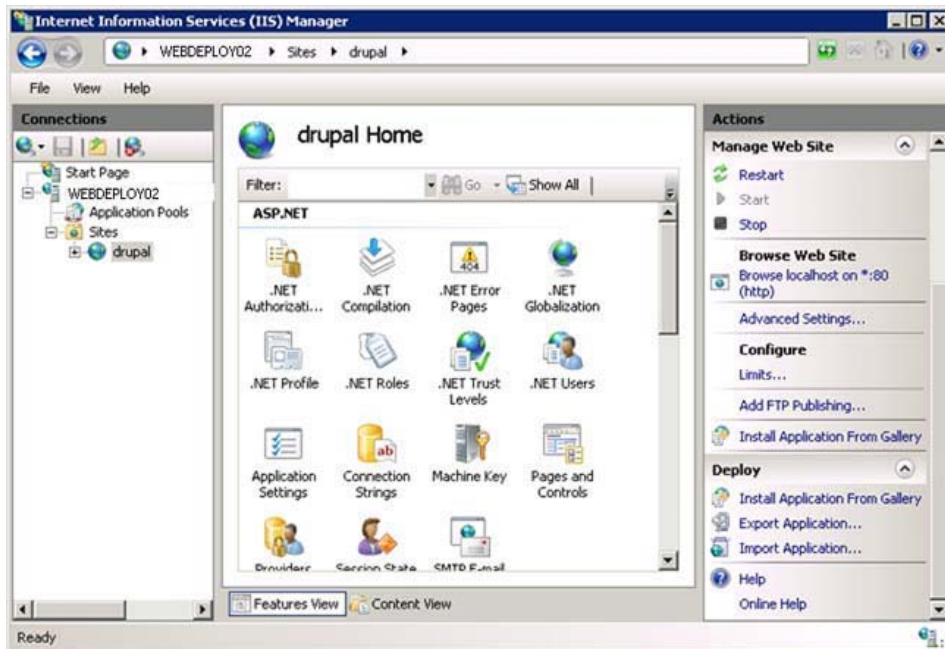 Internet Information Services (IIS) Manager
WEBDEPLOY02 Sites drupal
File View Help
Connections
Start Page
WEBDEPLOY02
Application Pools
Sites
drupal
drupal Home
Filter: Go Show All
ASP.NET
.NET Authorizati...
.NET Compilation
.NET Error Pages
.NET Globalization
.NET Profile
.NET Roles
.NET Trust Levels
.NET Users
Application Settings
Connection Strings
Machine Key
Pages and Controls
Providers
Session State
SMTP E-mail
Features View
Content View
Actions
Manage Web Site
Restart
Start
Stop
Browse Web Site
Browse localhost on *:80
(http)
Advanced Settings...
Configure
Limits...
Add FTP Publishing...
Install Application From Gallery
Deploy
Install Application From Gallery
Export Application...
Import Application...
Help
Online Help
Ready